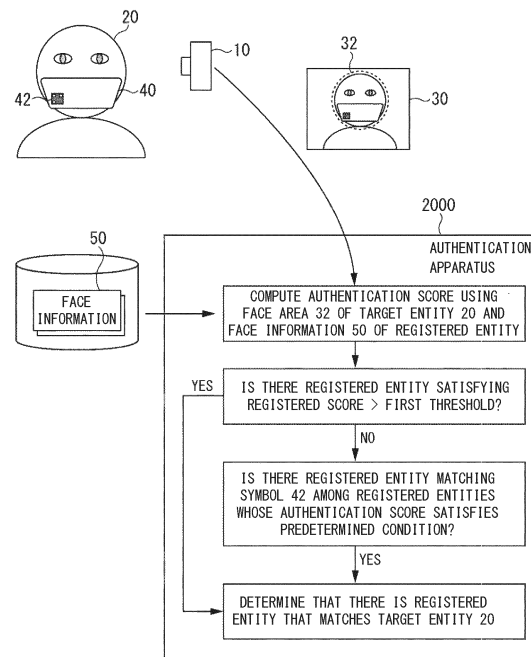 20
10
32
42
40
30
2000
AUTHENTICATION
APPARATUS
50
FACE
INFORMATION
COMPUTE AUTHENTICATION SCORE USING
FACE AREA 32 OF TARGET ENTITY 20 AND
FACE INFORMATION 50 OF REGISTERED ENTITY
YES
IS THERE REGISTERED ENTITY SATISFYING
REGISTERED SCORE > FIRST THRESHOLD?
NO
IS THERE REGISTERED ENTITY MATCHING
SYMBOL 42 AMONG REGISTERED ENTITIES
WHOSE AUTHENTICATION SCORE SATISFIES
PREDETERMINED CONDITION?
YES
DETERMINE THAT THERE IS REGISTERED
ENTITY THAT MATCHES TARGET ENTITY 20